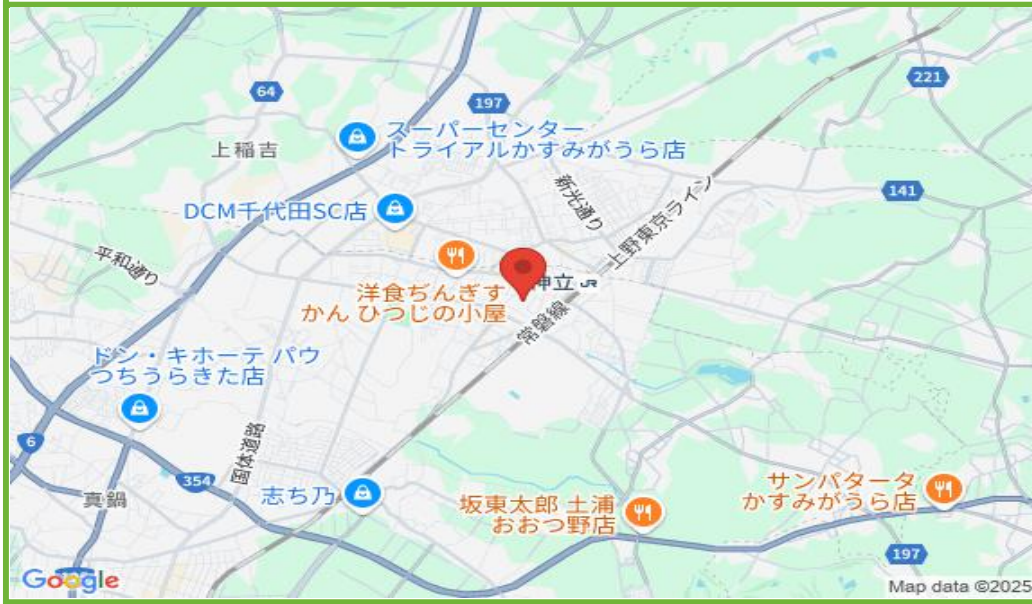 221
64
197
スーパーセンター
トライアルかすみがうら店
上稲吉
新光通り
141
DCM千代田SC店
上野東京ライン
平和通り
神立 JR
洋食ぢんぎす
かん ひつじの小屋
常磐線
ドン・キホーテ パウ
つちうらきた店
6
国体道路
354
真鍋
志ち乃
坂東太郎 土浦
おおつ野店
サンパタータ
かすみがうら店
197
Google
Map data ©2025